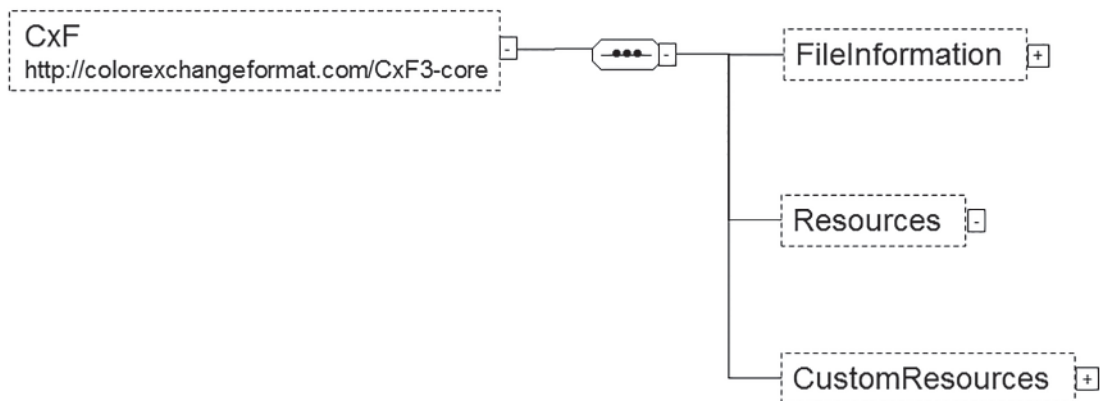 CxF
http://colorexchangeformat.com/CxF3-core
FileInformation
Resources
CustomResources